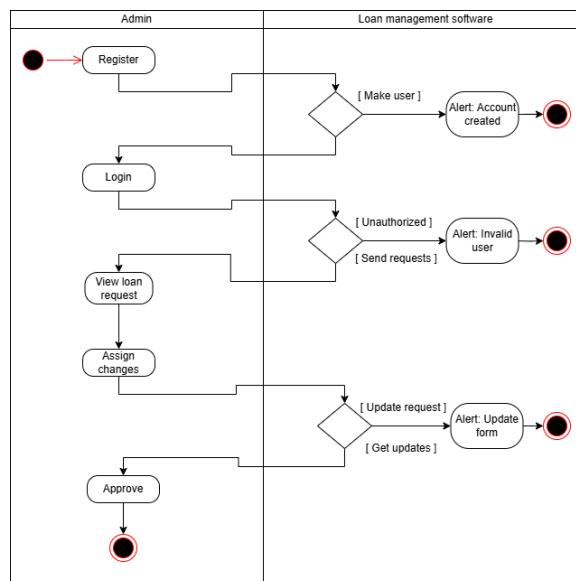 Admin
Loan management software
Register
[ Make user ]
Alert: Account
created
Login
[ Unauthorized ]
Alert: Invalid
user
[ Send requests ]
View loan
request
Assign
changes
[ Update request ]
Alert: Update
form
[ Get updates ]
Approve